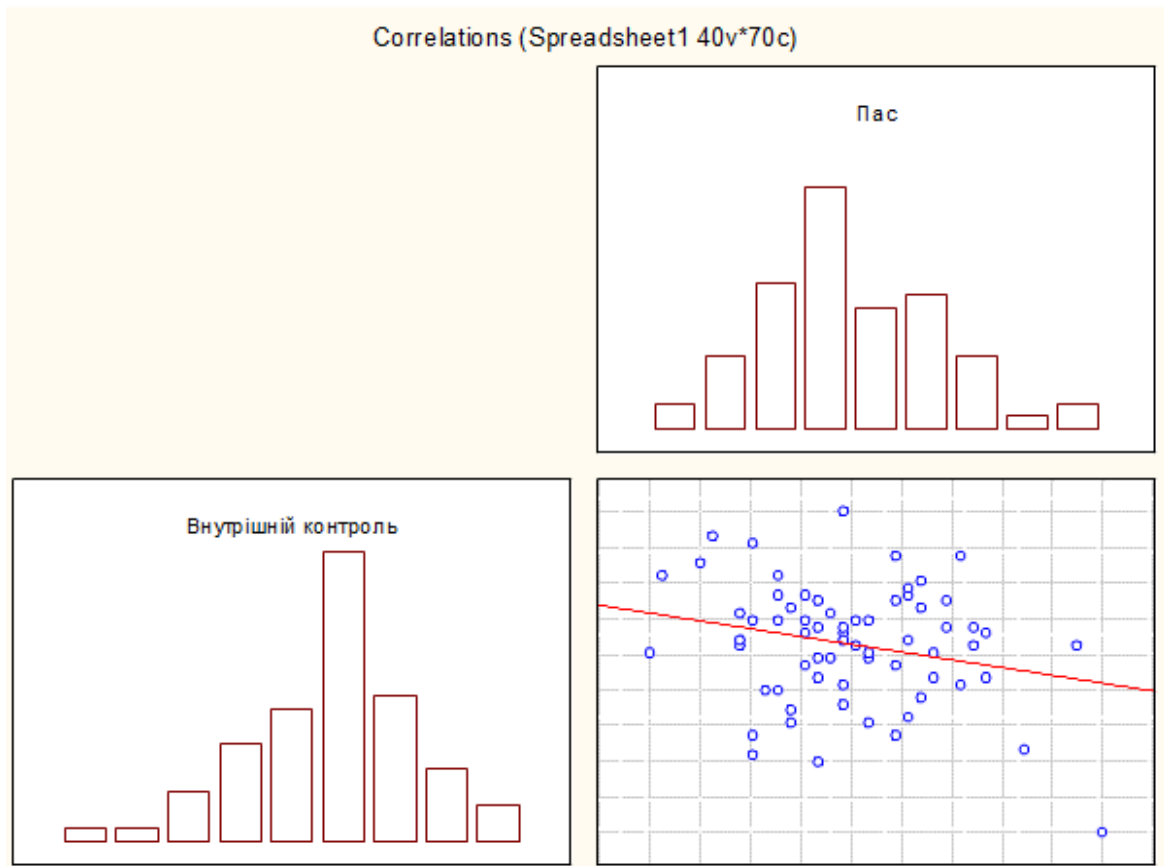 Correlations (Spreadsheet1 40v*70c)
Пас
Внутрішній контроль